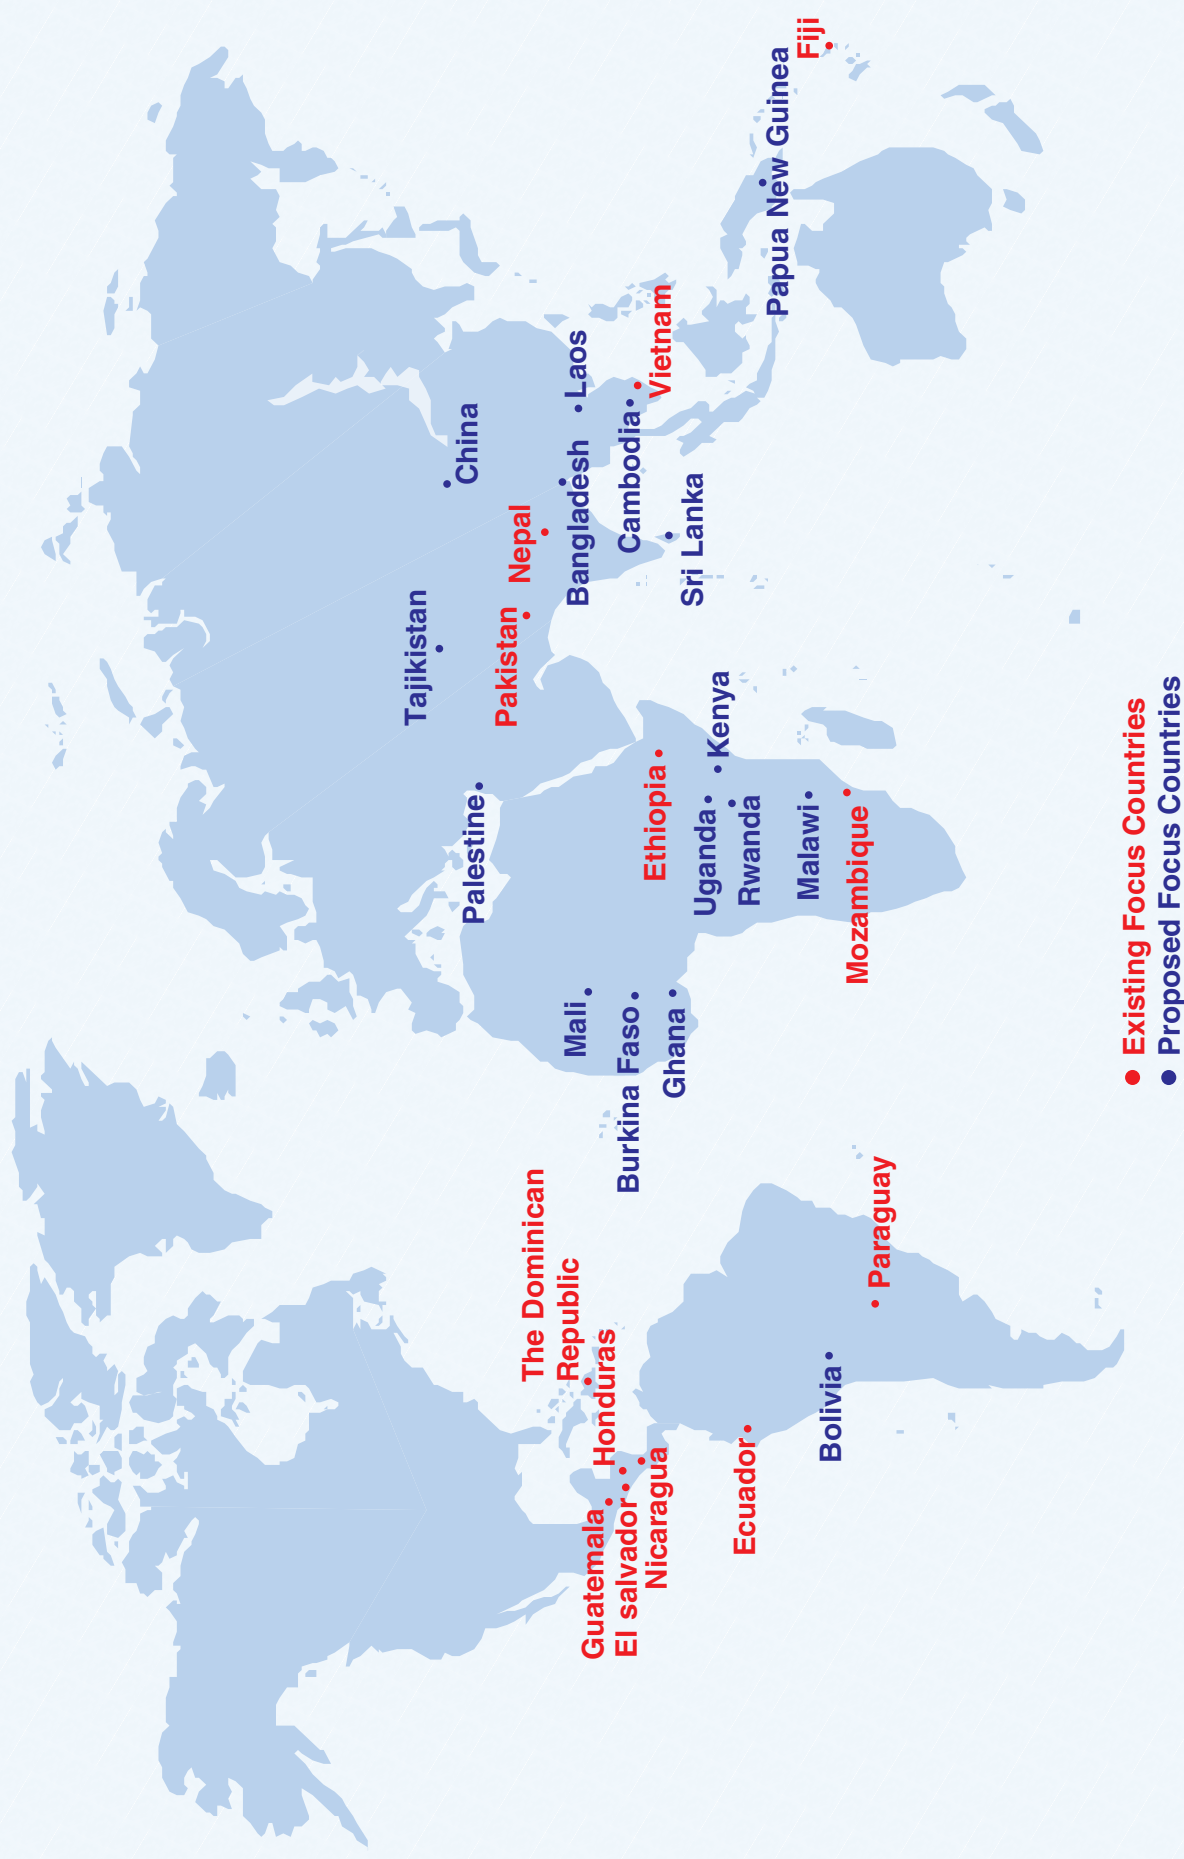 Tajikistan
China
Palestine
Pakistan
Nepal
The Dominican
Republic
Mali
Bangladesh
Laos
Guatemala
Honduras
El salvador
Burkina Faso
Cambodia
Nicaragua
Ghana
Ethiopia
Vietnam
Uganda
Kenya
Sri Lanka
Ecuador
Rwanda
Papua New Guinea
Malawi
Fiji
Bolivia
Mozambique
Paraguay
Existing Focus Countries
Proposed Focus Countries